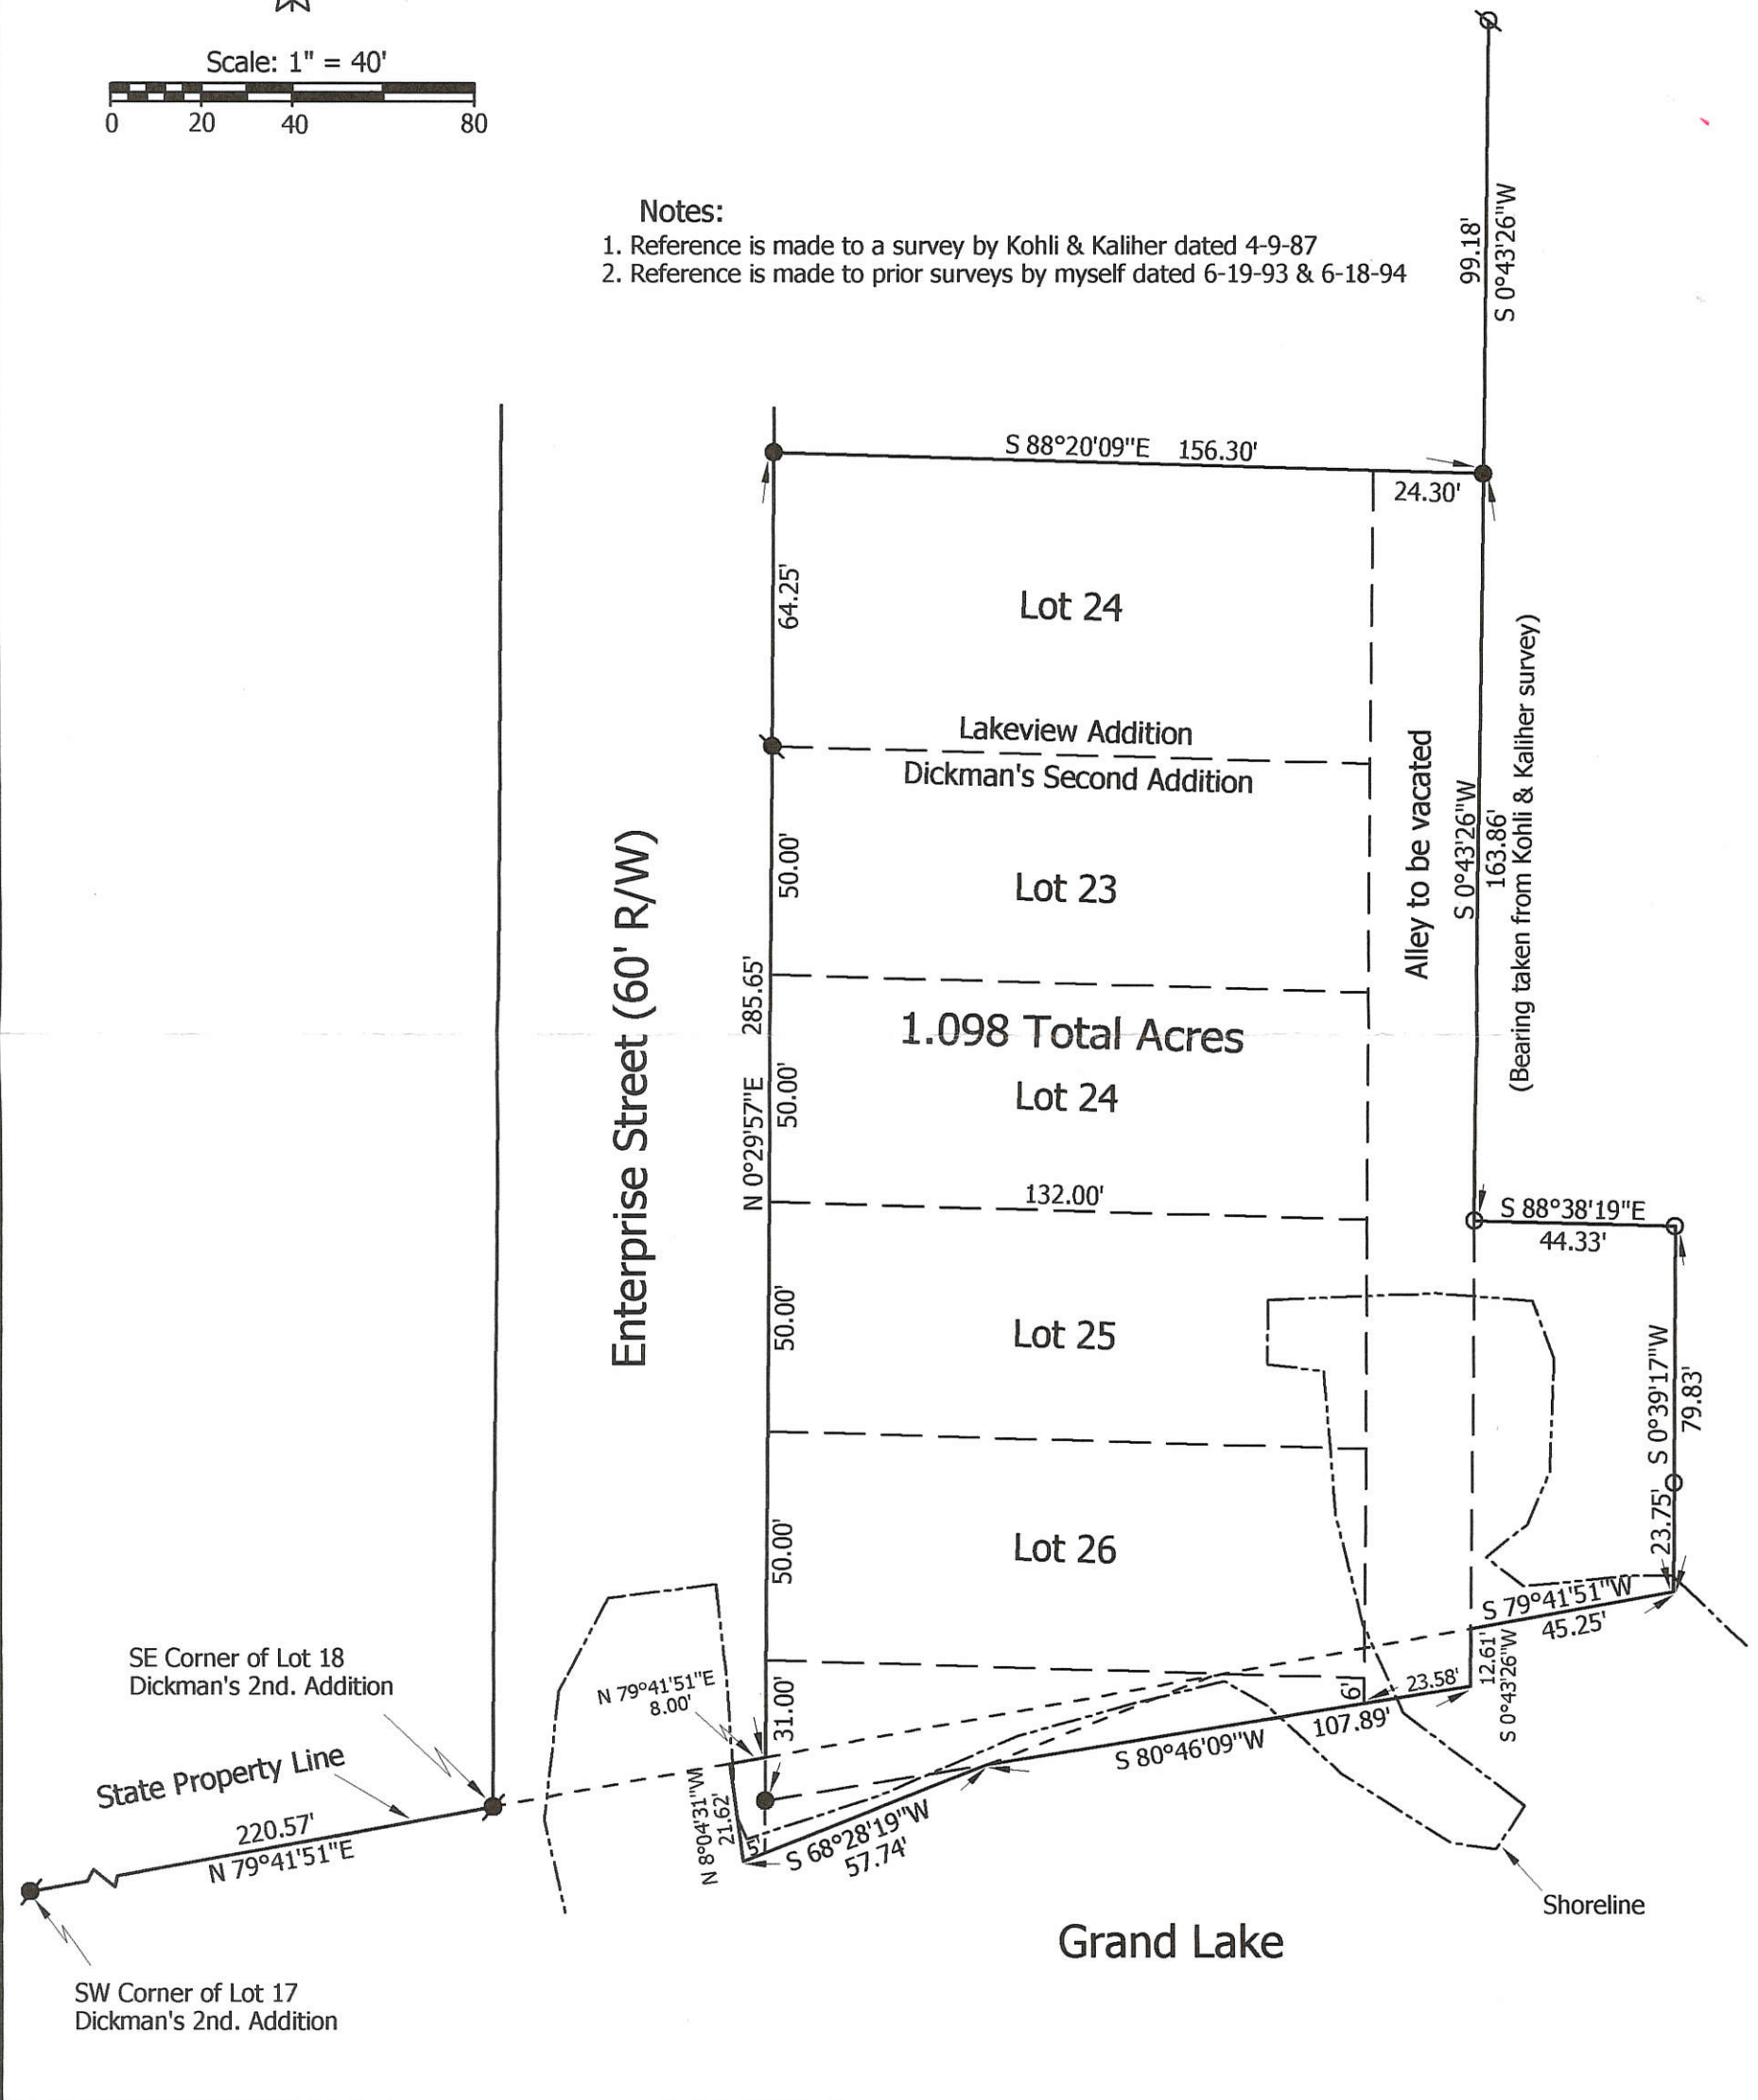 Scale: 1" = 40'
0 20 40 80
Notes:
1. Reference is made to a survey by Kohli & Kaliher dated 4-9-87
2. Reference is made to prior surveys by myself dated 6-19-93 & 6-18-94
99.18'
S 0°43'26"W
S 88°20'09"E 156.30'
24.30'
64.25'
Lot 24
Lakeview Addition
Dickman's Second Addition
50.00'
Lot 23
Alley to be vacated
S 0°43'26"W
163.86'
(Bearing taken from Kohli & Kaliher survey)
Enterprise Street (60' R/W)
N 0°29'57"E 285.65'
1.098 Total Acres
50.00'
Lot 24
132.00'
S 88°38'19"E
44.33'
50.00'
Lot 25
S 0°39'17"W
79.83'
23.75'
50.00'
Lot 26
S 79°41'51"W
45.25'
12.61'
S 0°43'26"W
SE Corner of Lot 18
Dickman's 2nd. Addition
N 79°41'51"E
8.00'
31.00'
6'
23.58'
107.89'
S 80°46'09"W
State Property Line
220.57'
N 79°41'51"E
N 8°04'31"W
21.62'
5'
S 68°28'19"W
57.74'
Shoreline
Grand Lake
SW Corner of Lot 17
Dickman's 2nd. Addition